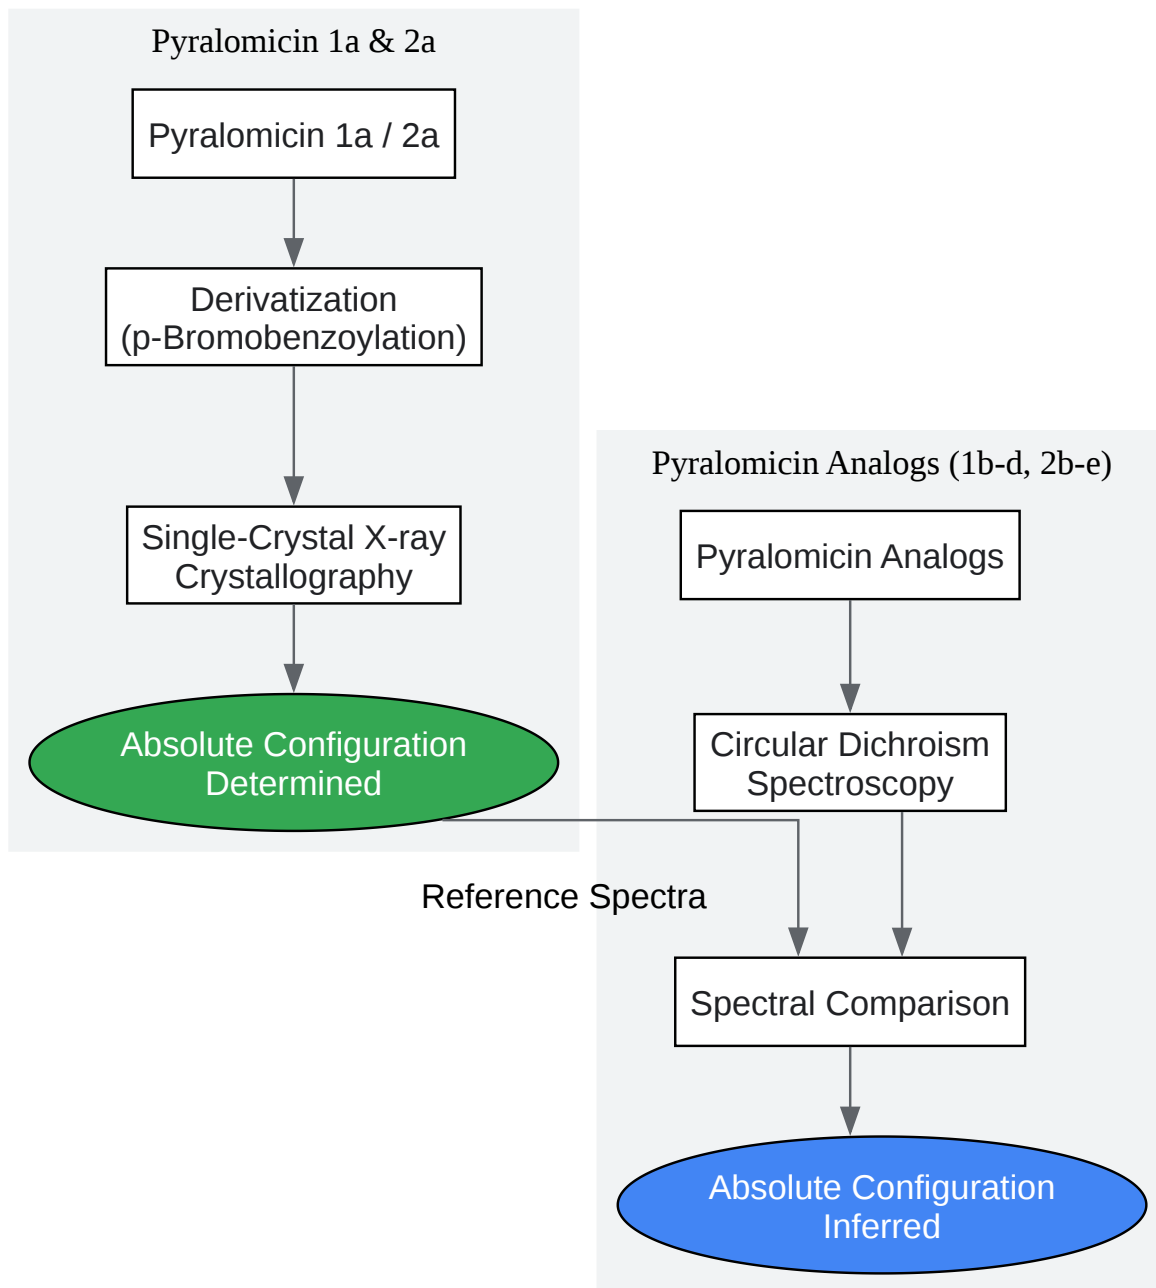 Pyralomicin 1a & 2a
Pyralomicin 1a / 2a
Derivatization
(p-Bromobenzoylation)
Single-Crystal X-ray
Crystallography
Absolute Configuration
Determined
Reference Spectra
Pyralomicin Analogs (1b-d, 2b-e)
Pyralomicin Analogs
Circular Dichroism
Spectroscopy
Spectral Comparison
Absolute Configuration
Inferred